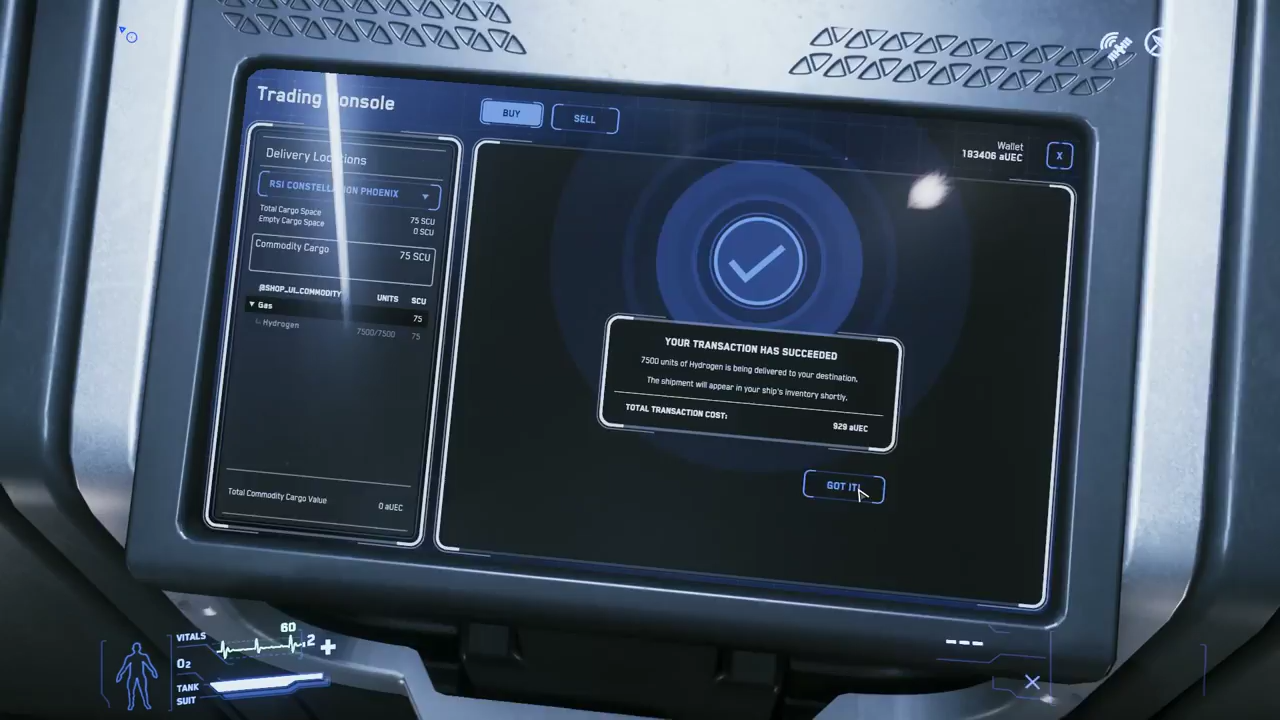 Trading Console
BUY
SELL
Wallet
193406 aUEC
X
Delivery Locations
RSI CONSTELLATION PHOENIX
Total Cargo Space 75 SCU
Empty Cargo Space 0 SCU
Commodity Cargo 75 SCU
@SHOP_UI_COMMODITY UNITS SCU
Gas 75
Hydrogen 7500/7500 75
Total Commodity Cargo Value 0 aUEC
YOUR TRANSACTION HAS SUCCEEDED
7500 units of Hydrogen is being delivered to your destination.
The shipment will appear in your ship's inventory shortly.
TOTAL TRANSACTION COST: 929 aUEC
GOT IT!
VITALS 60 2
O2
TANK
SUIT